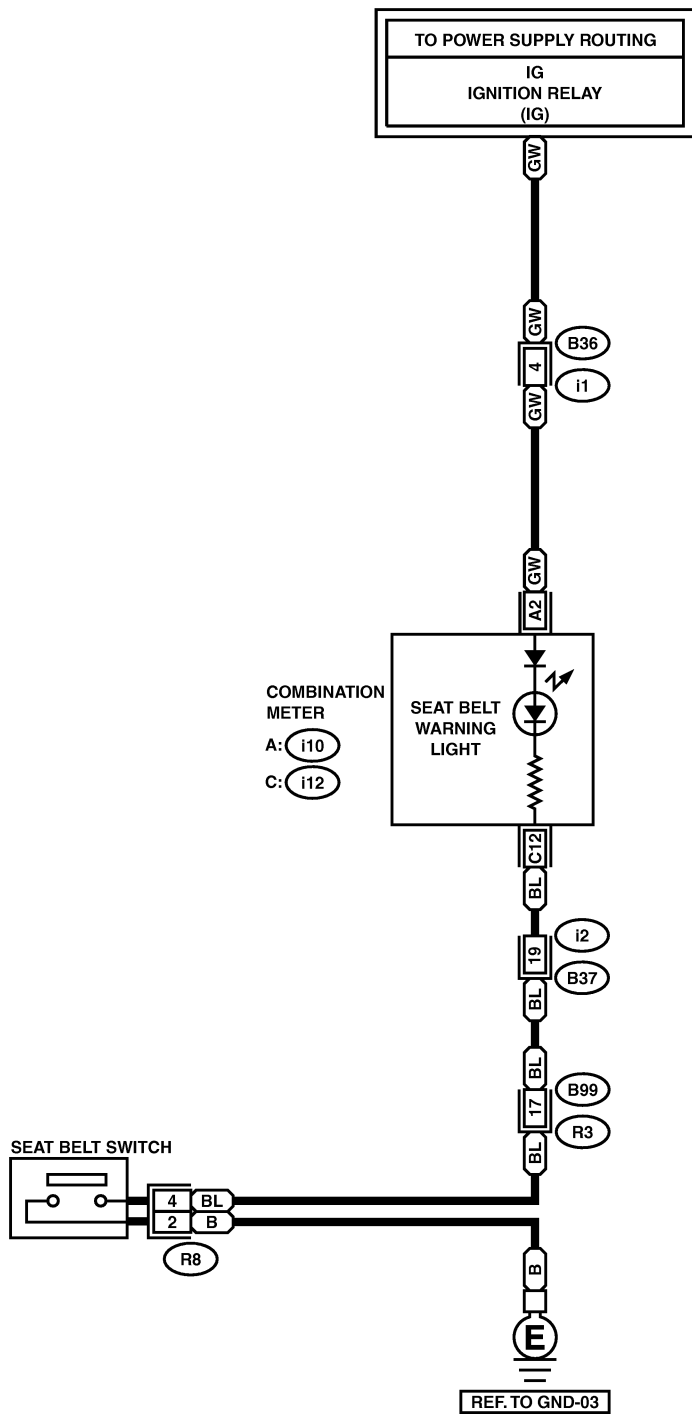 TO POWER SUPPLY ROUTING
IG
IGNITION RELAY
(IG)
GW
GW
B36
4
i1
GW
GW
A2
COMBINATION
METER
A: i10
C: i12
SEAT BELT
WARNING
LIGHT
C12
BL
i2
19
B37
BL
BL
B99
17
R3
BL
SEAT BELT SWITCH
4 BL
2 B
R8
B
E
REF. TO GND-03